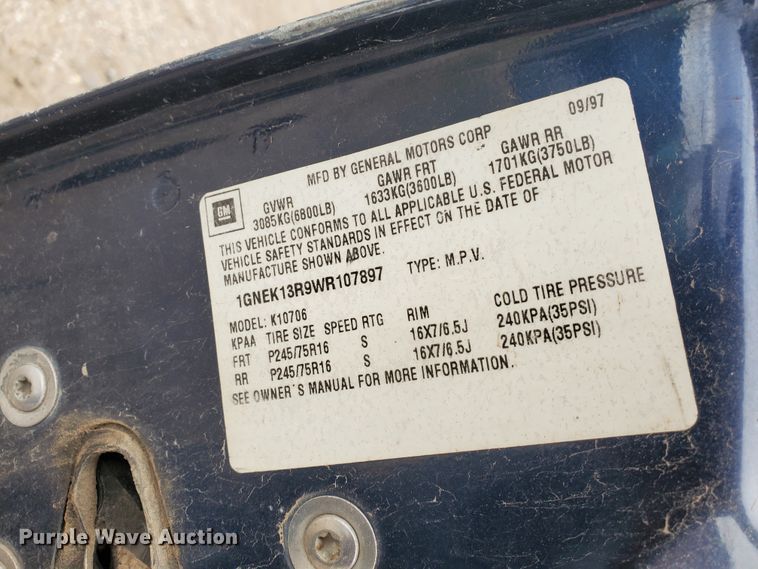 09/97
MFD BY GENERAL MOTORS CORP
GM
GVWR GAWR FRT GAWR RR
3085KG(6800LB) 1633KG(3600LB) 1701KG(3750LB)
THIS VEHICLE CONFORMS TO ALL APPLICABLE U.S. FEDERAL MOTOR
VEHICLE SAFETY STANDARDS IN EFFECT ON THE DATE OF
MANUFACTURE SHOWN ABOVE.
1GNEK13R9WR107897 TYPE: M.P.V.
MODEL: K10706
KPAA TIRE SIZE SPEED RTG RIM COLD TIRE PRESSURE
FRT P245/75R16 S 16X7/6.5J 240KPA(35PSI)
RR P245/75R16 S 16X7/6.5J 240KPA(35PSI)
SEE OWNER'S MANUAL FOR MORE INFORMATION.
Purple Wave Auction